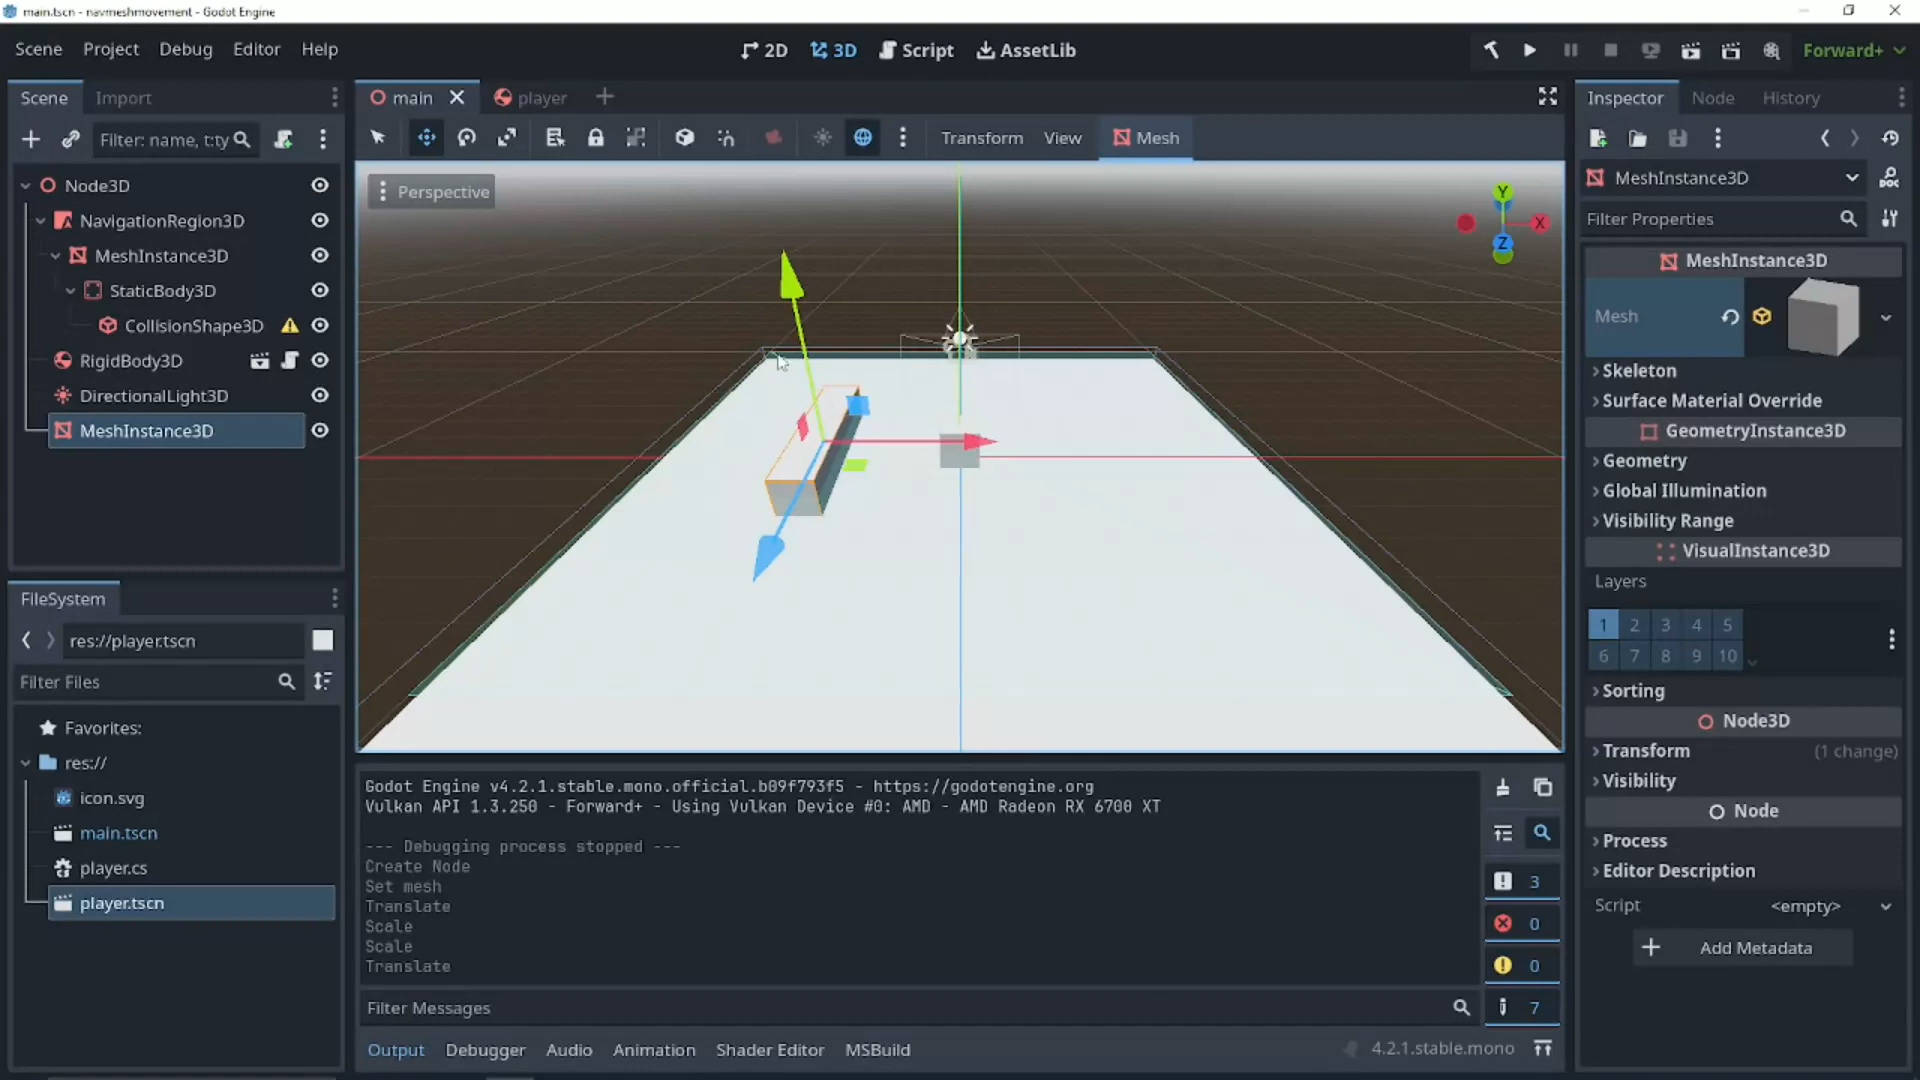 main.tscn - navmeshmovement - Godot Engine
Scene Project Debug Editor Help
2D 3D Script AssetLib
Forward+
Scene Import
main player
Inspector Node History
Filter: name, t:ty
Transform View Mesh
Perspective
Y
X
Z
Node3D
NavigationRegion3D
MeshInstance3D
StaticBody3D
CollisionShape3D
RigidBody3D
DirectionalLight3D
MeshInstance3D
MeshInstance3D
Filter Properties
MeshInstance3D
Mesh
Skeleton
Surface Material Override
GeometryInstance3D
Geometry
Global Illumination
Visibility Range
VisualInstance3D
Layers
1 2 3 4 5
6 7 8 9 10
Sorting
Node3D
Transform (1 change)
Visibility
Node
Process
Editor Description
Script <empty>
Add Metadata
FileSystem
res://player.tscn
Filter Files
Favorites:
res://
icon.svg
main.tscn
player.cs
player.tscn
Godot Engine v4.2.1.stable.mono.official.b09f793f5 - https://godotengine.org
Vulkan API 1.3.250 - Forward+ - Using Vulkan Device #0: AMD - AMD Radeon RX 6700 XT
--- Debugging process stopped ---
Create Node
Set mesh
Translate
Scale
Scale
Translate
3
0
0
7
Filter Messages
Output Debugger Audio Animation Shader Editor MSBuild
4.2.1.stable.mono